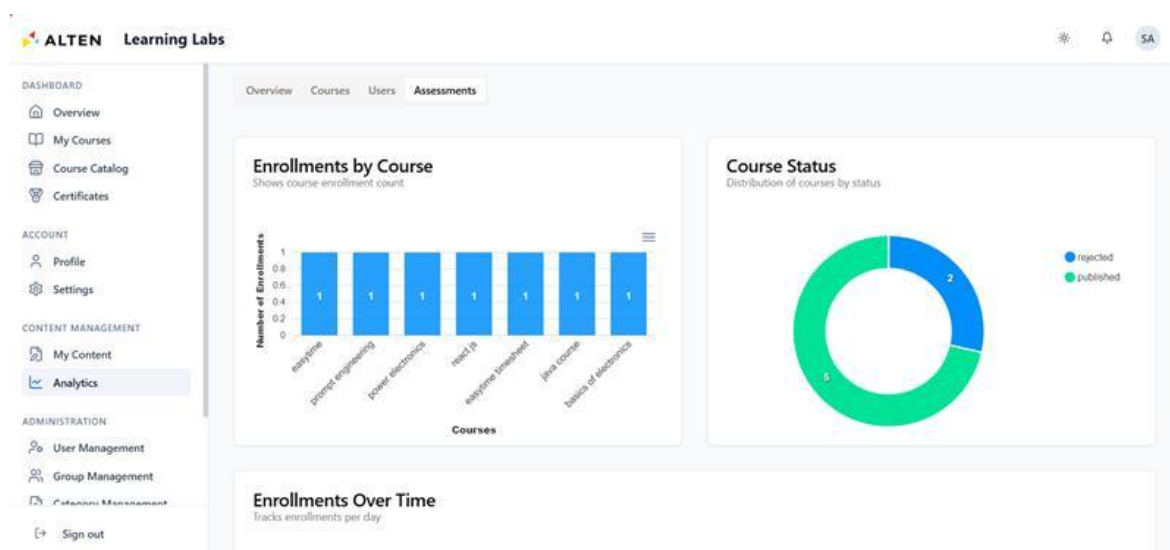 ALTEN Learning Labs
SA
DASHBOARD
Overview
My Courses
Course Catalog
Certificates
ACCOUNT
Profile
Settings
CONTENT MANAGEMENT
My Content
Analytics
ADMINISTRATION
User Management
Group Management
Category Management
Sign out
Overview Courses Users Assessments
Enrollments by Course
Shows course enrollment count
Number of Enrollments
1
0.8
0.6
0.4
0.2
0
1 1 1 1 1 1 1
easytime
prompt engineering
power electronics
react js
easytime timesheet
java course
basics of electronics
Courses
Course Status
Distribution of courses by status
2
5
rejected
published
Enrollments Over Time
Tracks enrollments per day